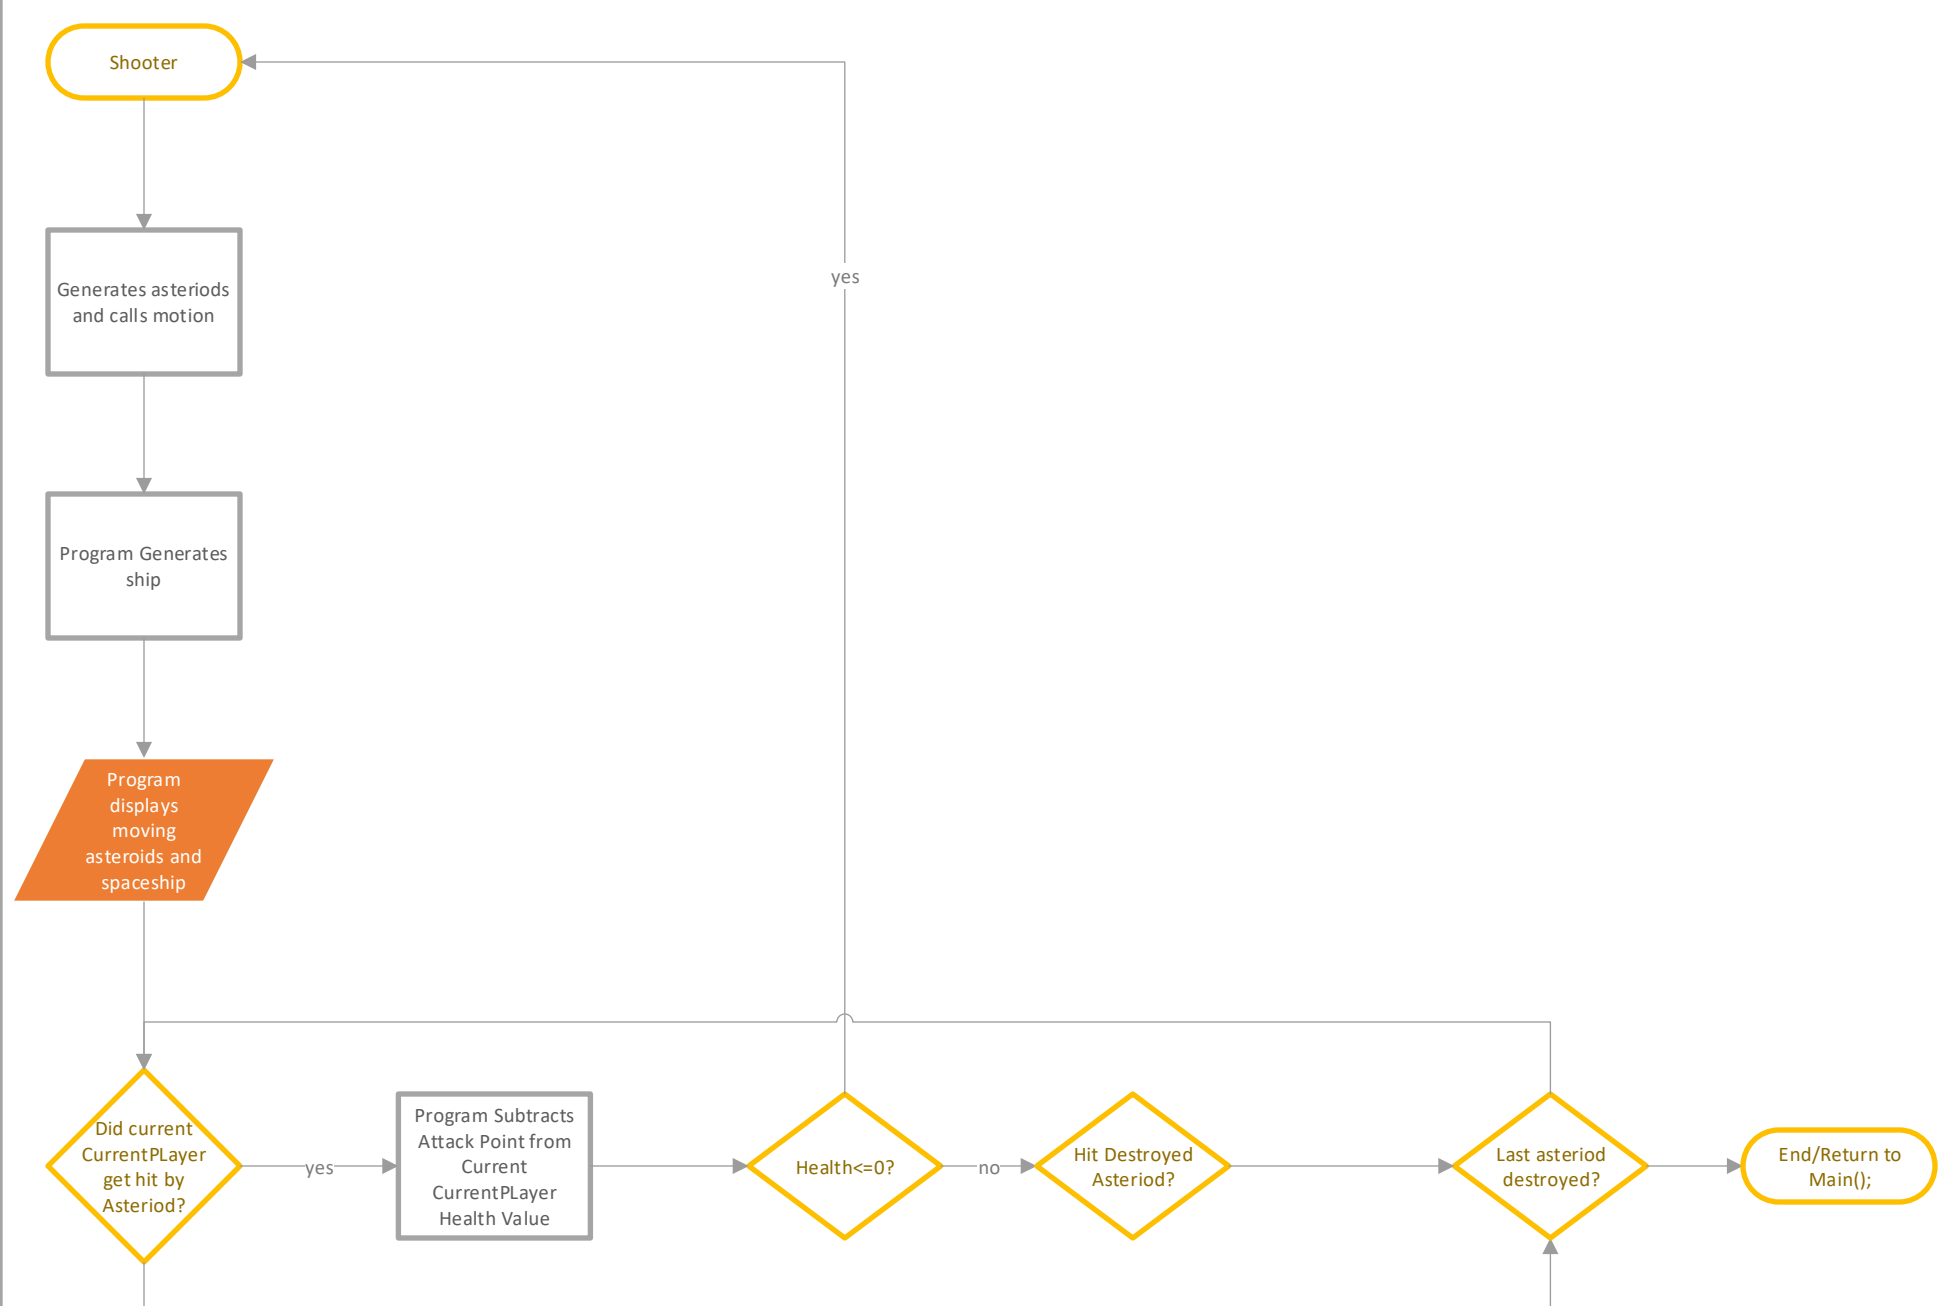 Shooter
yes
Generates asteriods
and calls motion
Program Generates
ship
Program
displays
moving
asteroids and
spaceship
Did current
CurrentPLayer
get hit by
Asteriod?
yes
Program Subtracts
Attack Point from
Current
CurrentPLayer
Health Value
Health<=0?
no
Hit Destroyed
Asteriod?
Last asteriod
destroyed?
End/Return to
Main();